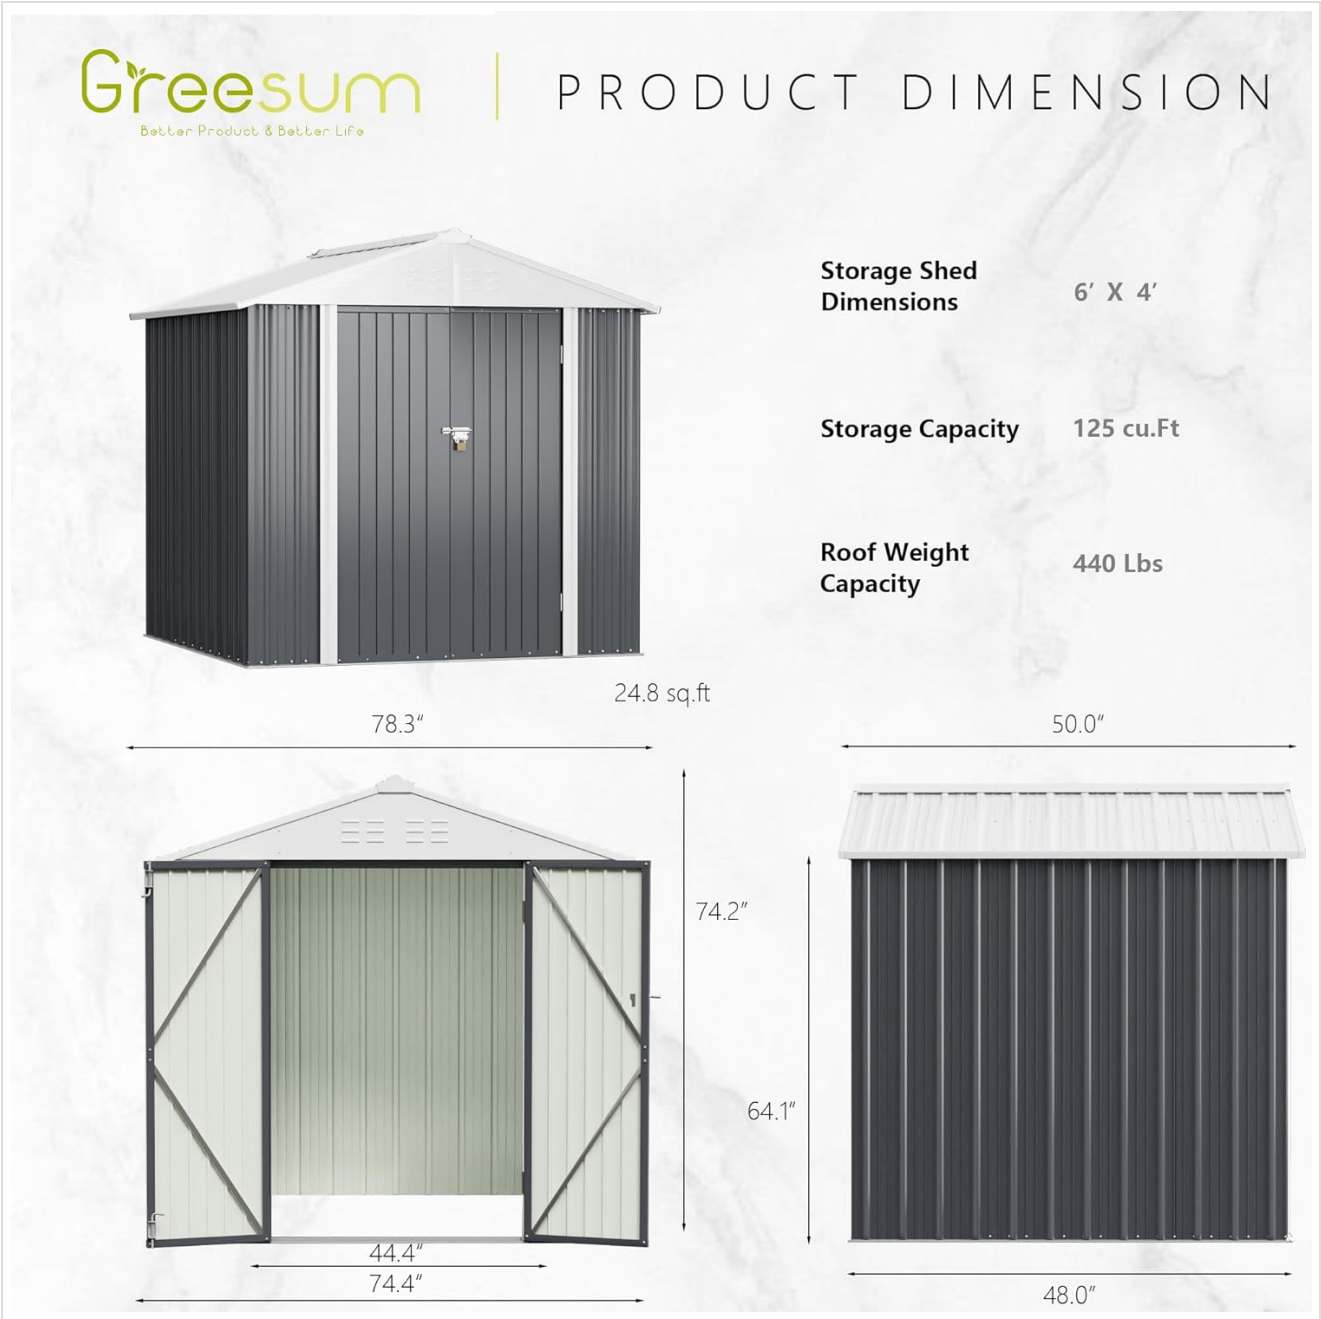 Greesum
Better Product & Better Life
PRODUCT DIMENSION
Storage Shed
Dimensions
6’ X 4’
Storage Capacity
125 cu.Ft
Roof Weight
Capacity
440 Lbs
24.8 sq.ft
78.3“
50.0“
74.2”
64.1”
44.4“
74.4“
48.0”